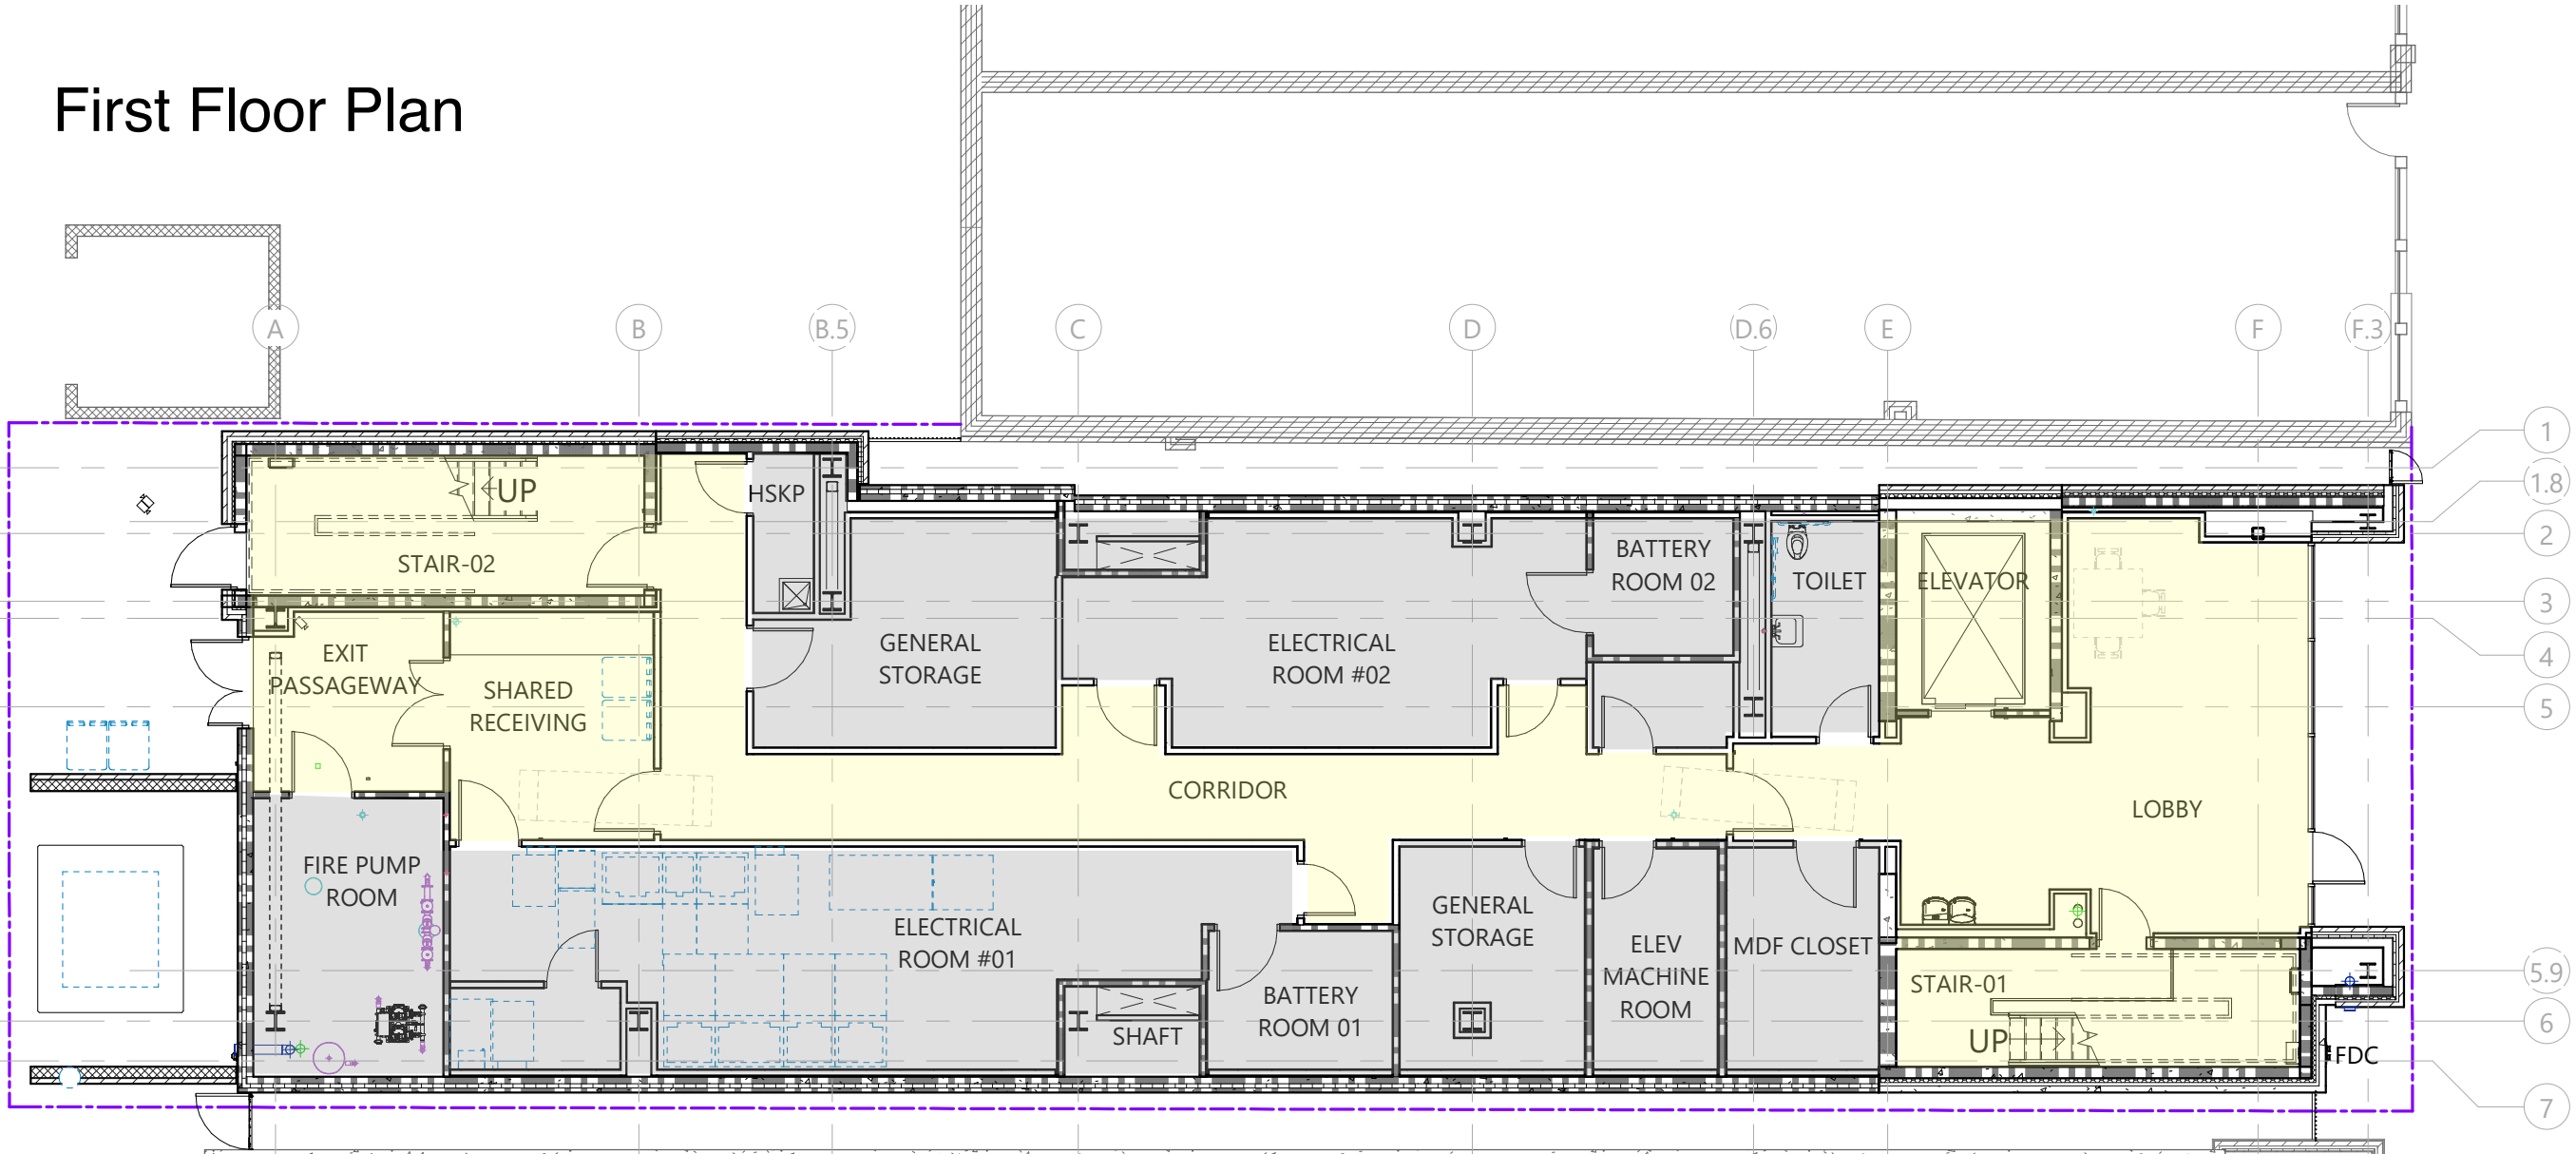 First Floor Plan
A
B
B.5
C
D
D.6
E
F
F.3
1
1.8
2
3
4
5
5.9
6
7
UP
STAIR-02
HSKP
GENERAL
STORAGE
ELECTRICAL
ROOM #02
BATTERY
ROOM 02
TOILET
ELEVATOR
EXIT
PASSAGEWAY
SHARED
RECEIVING
CORRIDOR
LOBBY
FIRE PUMP
ROOM
ELECTRICAL
ROOM #01
SHAFT
BATTERY
ROOM 01
GENERAL
STORAGE
ELEV
MACHINE
ROOM
MDF CLOSET
STAIR-01
UP
FDC